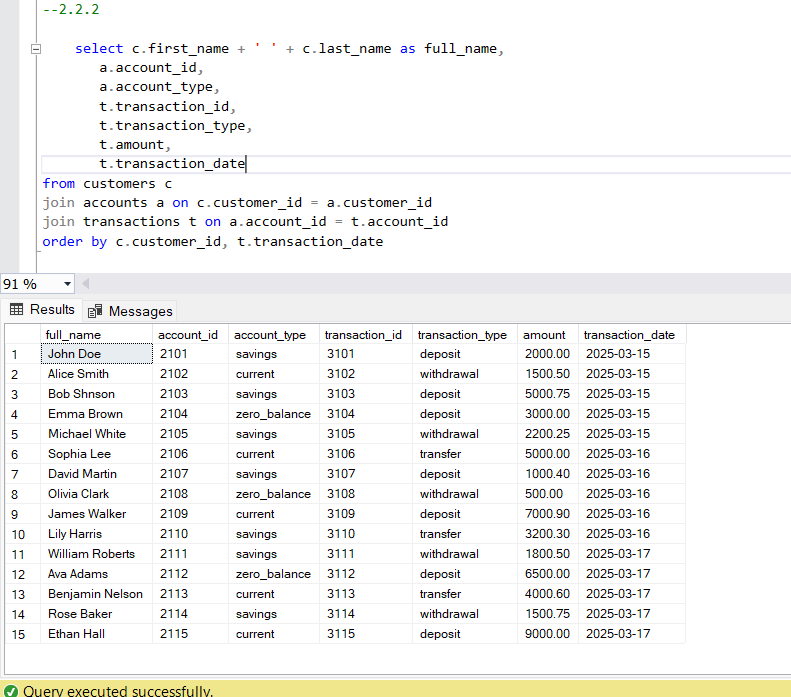 --2.2.2
select c.first_name + ' ' + c.last_name as full_name,
a.account_id,
a.account_type,
t.transaction_id,
t.transaction_type,
t.amount,
t.transaction_date
from customers c
join accounts a on c.customer_id = a.customer_id
join transactions t on a.account_id = t.account_id
order by c.customer_id, t.transaction_date
91 %
Results Messages
full_name account_id account_type transaction_id transaction_type amount transaction_date
1 John Doe 2101 savings 3101 deposit 2000.00 2025-03-15
2 Alice Smith 2102 current 3102 withdrawal 1500.50 2025-03-15
3 Bob Shnson 2103 savings 3103 deposit 5000.75 2025-03-15
4 Emma Brown 2104 zero_balance 3104 deposit 3000.00 2025-03-15
5 Michael White 2105 savings 3105 withdrawal 2200.25 2025-03-15
6 Sophia Lee 2106 current 3106 transfer 5000.00 2025-03-16
7 David Martin 2107 savings 3107 deposit 1000.40 2025-03-16
8 Olivia Clark 2108 zero_balance 3108 withdrawal 500.00 2025-03-16
9 James Walker 2109 current 3109 deposit 7000.90 2025-03-16
10 Lily Harris 2110 savings 3110 transfer 3200.30 2025-03-16
11 William Roberts 2111 savings 3111 withdrawal 1800.50 2025-03-17
12 Ava Adams 2112 zero_balance 3112 deposit 6500.00 2025-03-17
13 Benjamin Nelson 2113 current 3113 transfer 4000.60 2025-03-17
14 Rose Baker 2114 savings 3114 withdrawal 1500.75 2025-03-17
15 Ethan Hall 2115 current 3115 deposit 9000.00 2025-03-17
Query executed successfully.